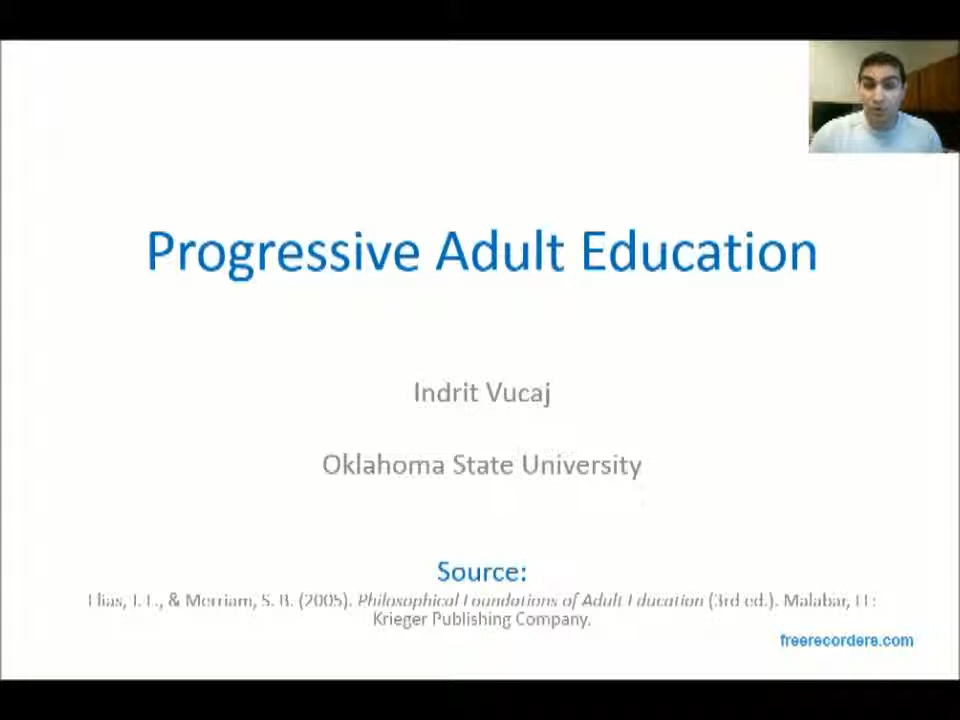 Progressive Adult Education
Indrit Vucaj
Oklahoma State University
Source:
Elias, J. L., & Merriam, S. B. (2005). Philosophical Foundations of Adult Education (3rd ed.). Malabar, FL:
Krieger Publishing Company.
freerecorders.com